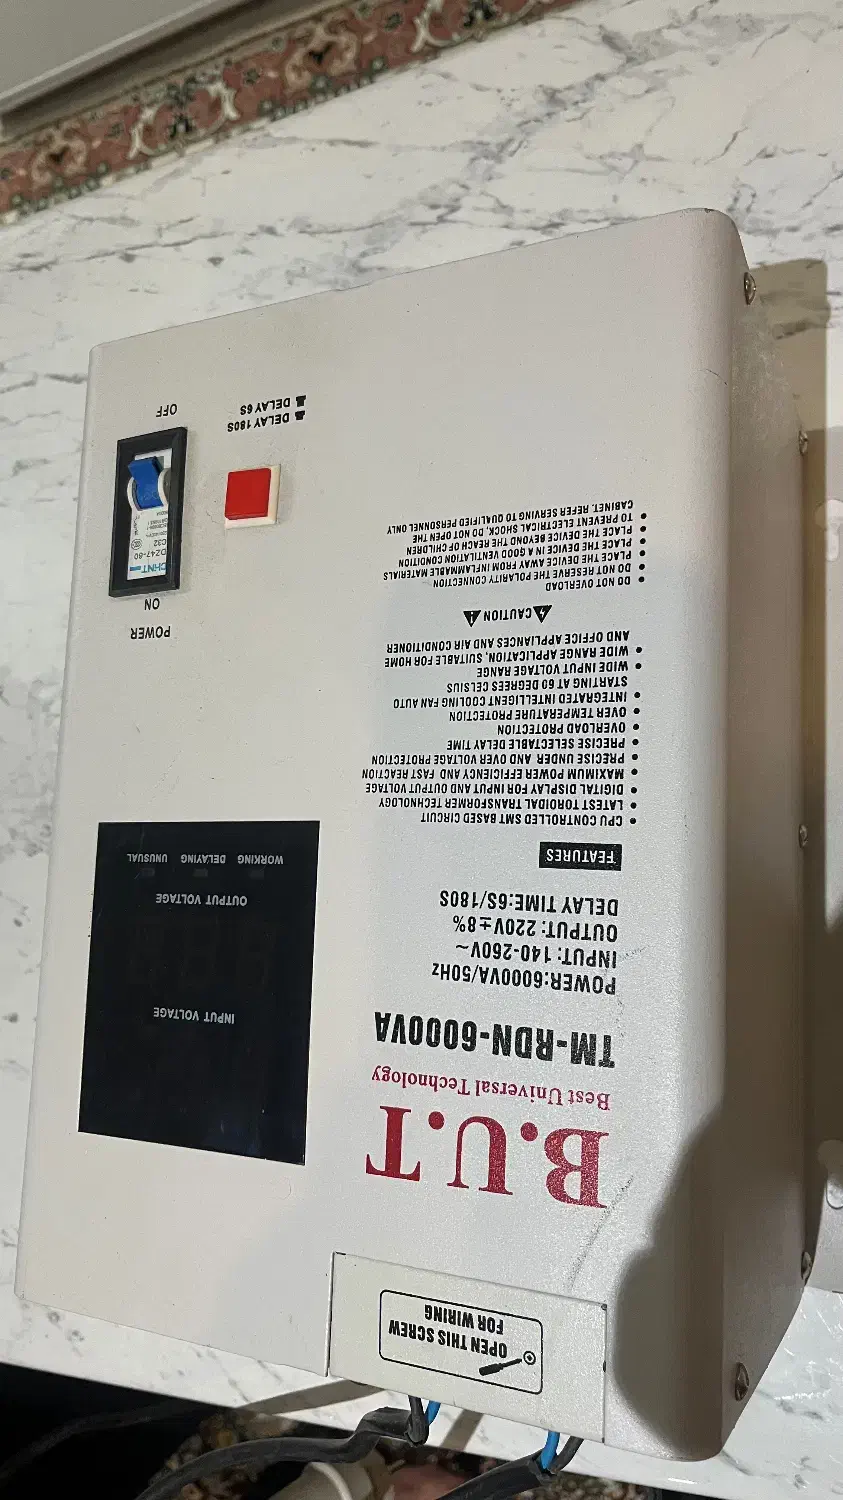 OPEN THIS SCREW
FOR WIRING
B.U.T
Best Universal Technology
TM-RDN-6000VA
POWER:6000VA/50Hz
INPUT: 140-260V~
OUTPUT: 220V±8%
DELAY TIME:6S/180S
FEATURES
CPU CONTROLLED SMT BASED CIRCUIT
LATEST TOROIDAL TRANSFORMER TECHNOLOGY
DIGITAL DISPLAY FOR INPUT AND OUTPUT VOLTAGE
MAXIMUM POWER EFFICIENCY AND FAST REACTION
PRECISE UNDER AND OVER VOLTAGE PROTECTION
PRECISE SELECTABLE DELAY TIME
OVERLOAD PROTECTION
OVER TEMPERATURE PROTECTION
INTEGRATED INTELLIGENT COOLING FAN AUTO
STARTING AT 60 DEGREES CELSIUS
WIDE INPUT VOLTAGE RANGE
WIDE RANGE APPLICATION, SUITABLE FOR HOME
AND OFFICE APPLIANCES AND AIR CONDITIONER
CAUTION
DO NOT OVERLOAD
DO NOT RESERVE THE POLARITY CONNECTION
PLACE THE DEVICE AWAY FROM INFLAMMABLE MATERIALS
PLACE THE DEVICE IN A GOOD VENTILATION CONDITION
PLACE THE DEVICE BEYOND THE REACH OF CHILDREN
TO PREVENT ELECTRICAL SHOCK, DO NOT OPEN THE
CABINET. REFER SERVING TO QUALIFIED PERSONNEL ONLY
INPUT VOLTAGE
OUTPUT VOLTAGE
WORKING DELAYING UNUSUAL
POWER
ON
CHNT
DZ47-60
C32
OFF
DELAY 180S
DELAY 6S